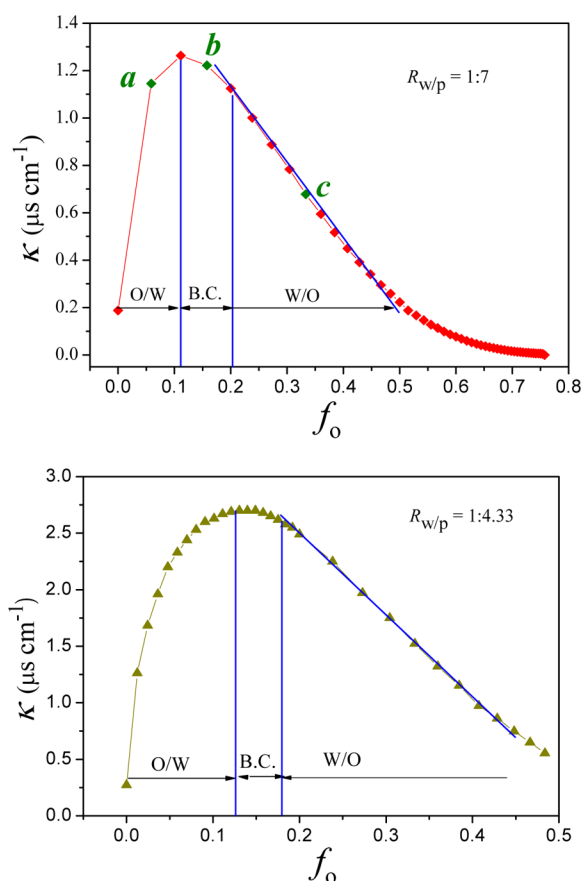 1.4
1.2
1.0
0.8
0.6
0.4
0.2
0.0
κ (μs cm⁻¹)
a
b
c
R w/p = 1:7
O/W
B.C.
W/O
0.0 0.1 0.2 0.3 0.4 0.5 0.6 0.7 0.8
fo
3.0
2.5
2.0
1.5
1.0
0.5
0.0
κ (μs cm⁻¹)
R w/p = 1:4.33
O/W
B.C.
W/O
0.0 0.1 0.2 0.3 0.4 0.5
fo